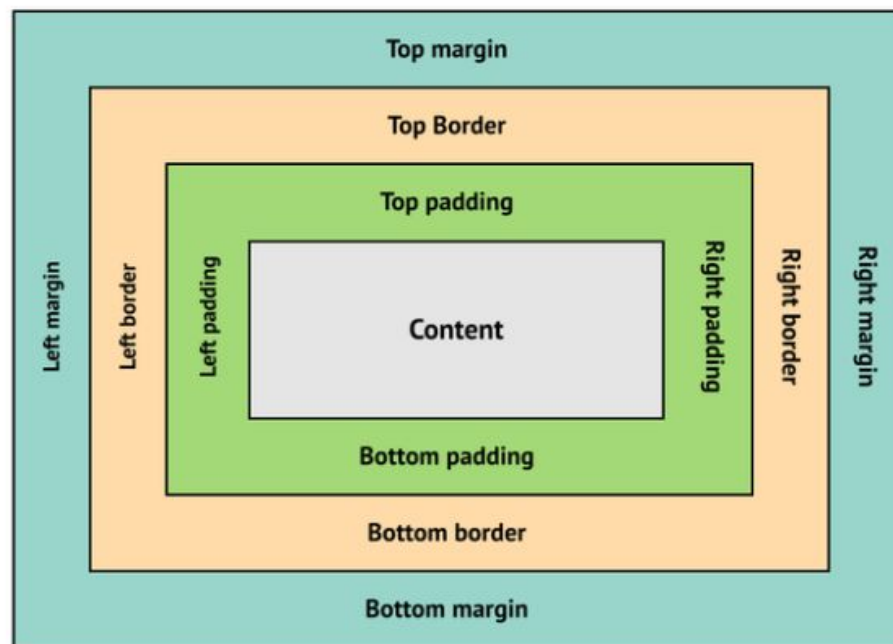 Top margin
Top Border
Top padding
Left margin
Left border
Left padding
Content
Right padding
Right border
Right margin
Bottom padding
Bottom border
Bottom margin